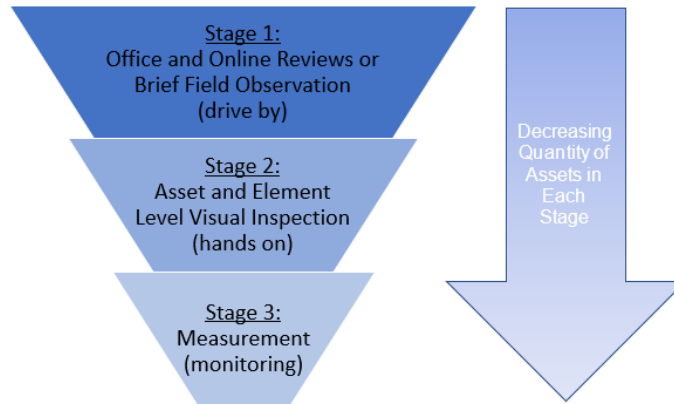 Stage 1:
Office and Online Reviews or
Brief Field Observation
(drive by)
Stage 2:
Asset and Element
Level Visual Inspection
(hands on)
Stage 3:
Measurement
(monitoring)
Decreasing
Quantity of
Assets in
Each
Stage